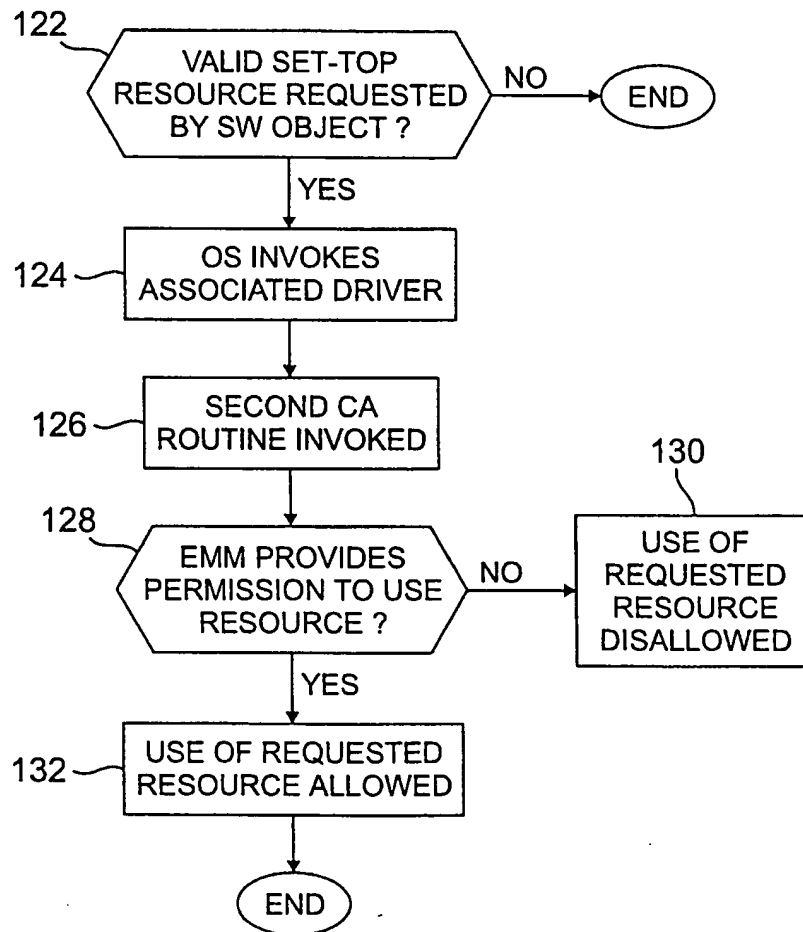 122
VALID SET-TOP
RESOURCE REQUESTED
BY SW OBJECT ?
NO
END
YES
124
OS INVOKES
ASSOCIATED DRIVER
126
SECOND CA
ROUTINE INVOKED
128
EMM PROVIDES
PERMISSION TO USE
RESOURCE ?
NO
130
USE OF
REQUESTED
RESOURCE
DISALLOWED
YES
132
USE OF REQUESTED
RESOURCE ALLOWED
END